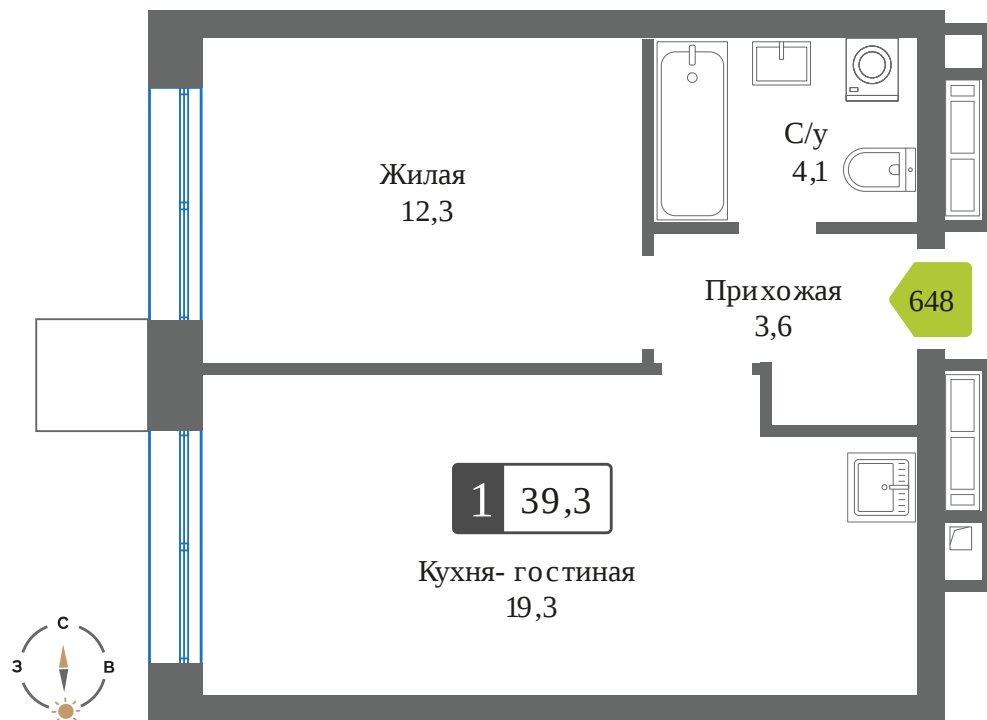 С/у
4,1
Жилая
12,3
Прихожая
3,6
648
1 39,3
Кухня- гостиная
19,3
С
З В